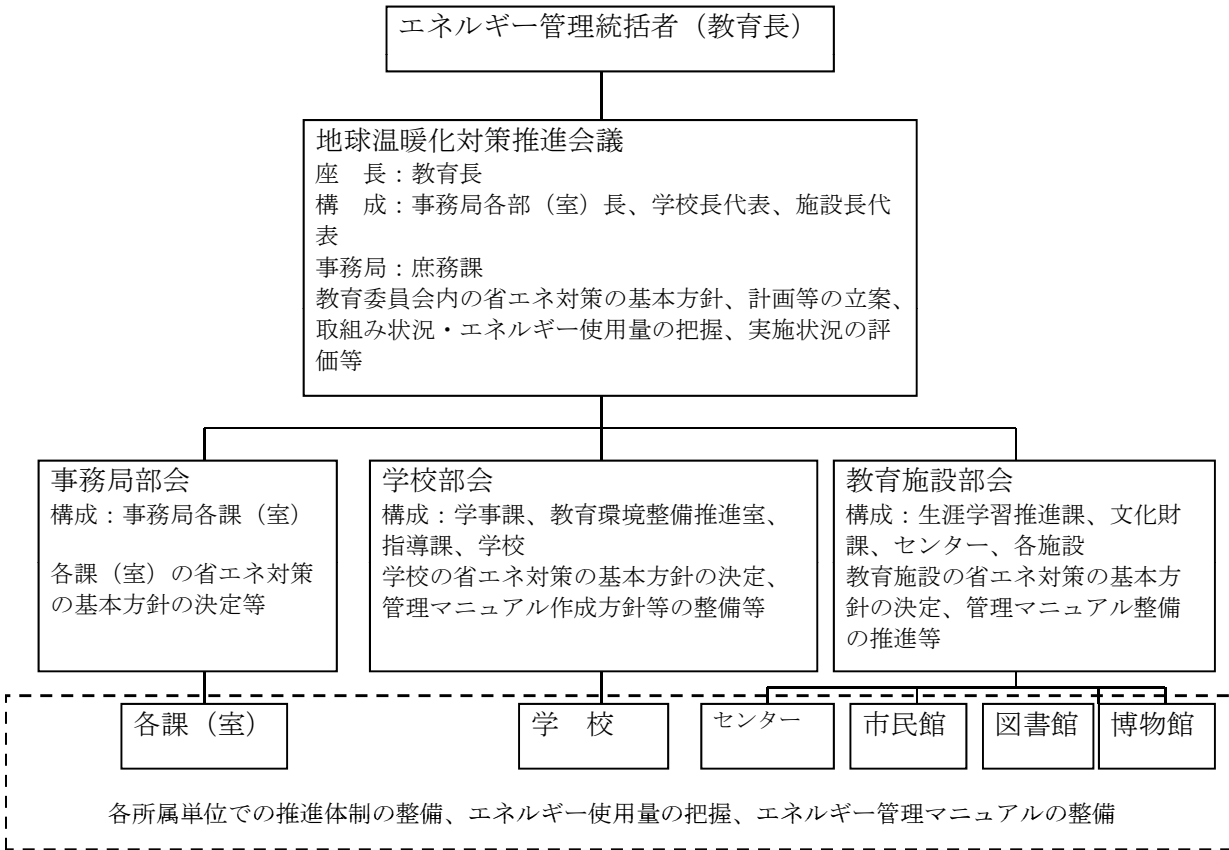 エネルギー管理統括者（教育長）
地球温暖化対策推進会議
座　長：教育長
構　成：事務局各部（室）長、学校長代表、施設長代
表
事務局：庶務課
教育委員会内の省エネ対策の基本方針、計画等の立案、
取組み状況・エネルギー使用量の把握、実施状況の評
価等
事務局部会
構成：事務局各課（室）
各課（室）の省エネ対策
の基本方針の決定等
学校部会
構成：学事課、教育環境整備推進室、
指導課、学校
学校の省エネ対策の基本方針の決定、
管理マニュアル作成方針等の整備等
教育施設部会
構成：生涯学習推進課、文化財
課、センター、各施設
教育施設の省エネ対策の基本方
針の決定、管理マニュアル整備
の推進等
各課（室）
学　校
センター
市民館
図書館
博物館
各所属単位での推進体制の整備、エネルギー使用量の把握、エネルギー管理マニュアルの整備